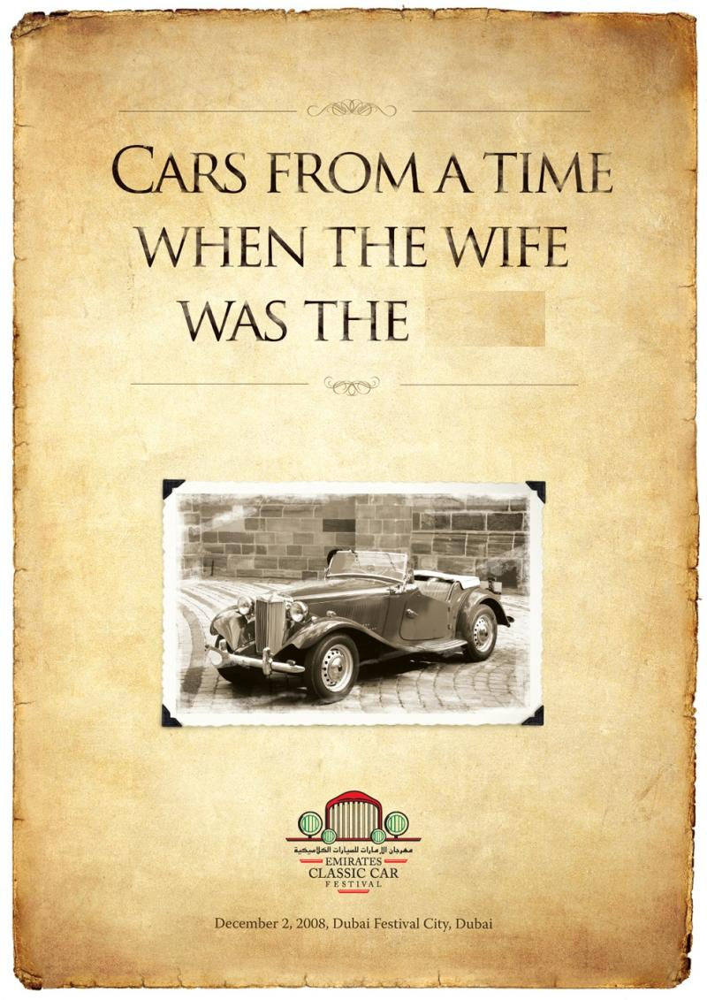 CARS FROM A TIME
WHEN THE WIFE
WAS THE
مهرجان الإمارات للسيارات الكلاسيكية
EMIRATES
CLASSIC CAR
FESTIVAL
December 2, 2008, Dubai Festival City, Dubai